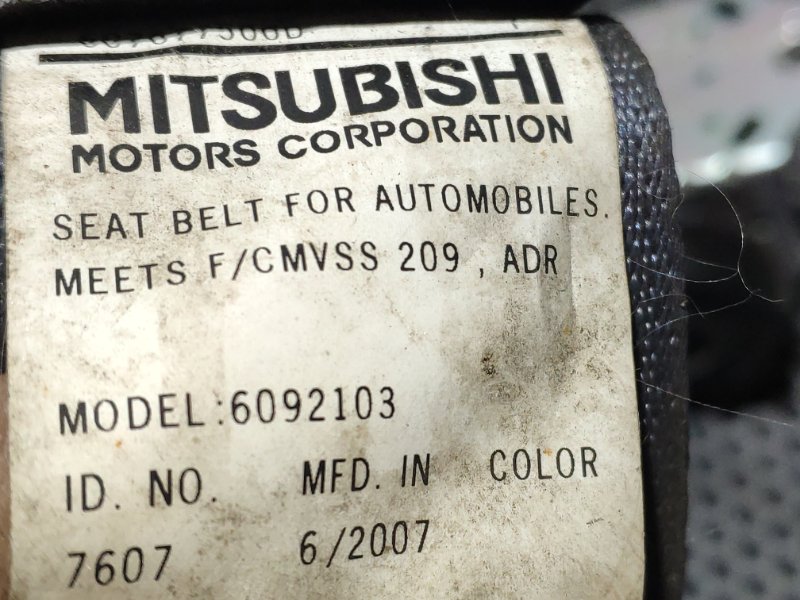 MITSUBISHI
MOTORS CORPORATION
SEAT BELT FOR AUTOMOBILES.
MEETS F/CMVSS 209 , ADR
MODEL:6092103
ID. NO. MFD. IN COLOR
7607 6/2007